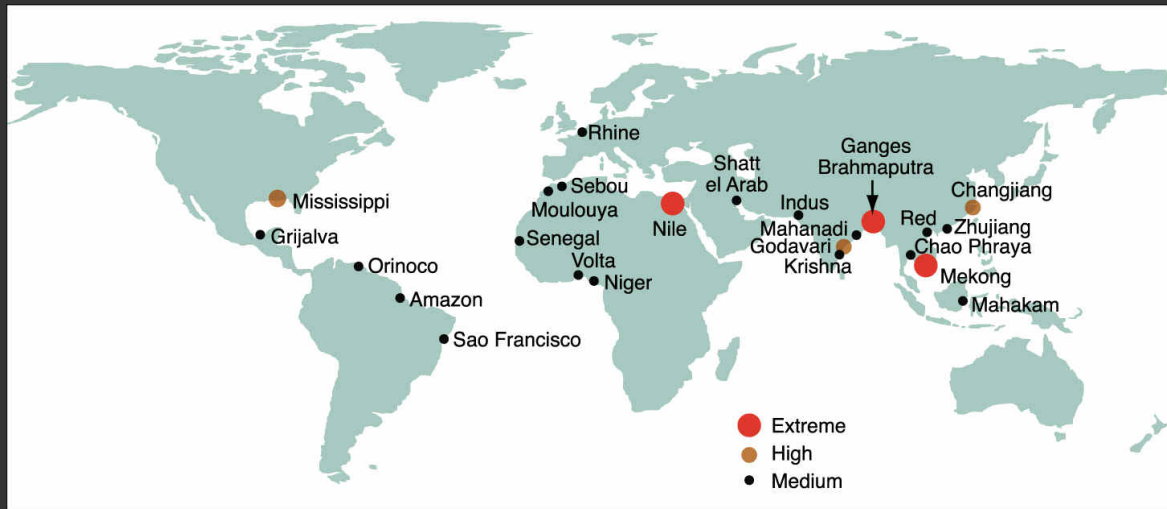 Rhine
Ganges
Brahmaputra
Shatt
el Arab
Changjiang
Sebou
Mississippi
Indus
Moulouya
Mahanadi
Red
Zhujiang
Nile
Grijalva
Senegal
Godavari
Chao Phraya
Volta
Krishna
Orinoco
Niger
Mekong
Amazon
Mahakam
Sao Francisco
Extreme
High
Medium